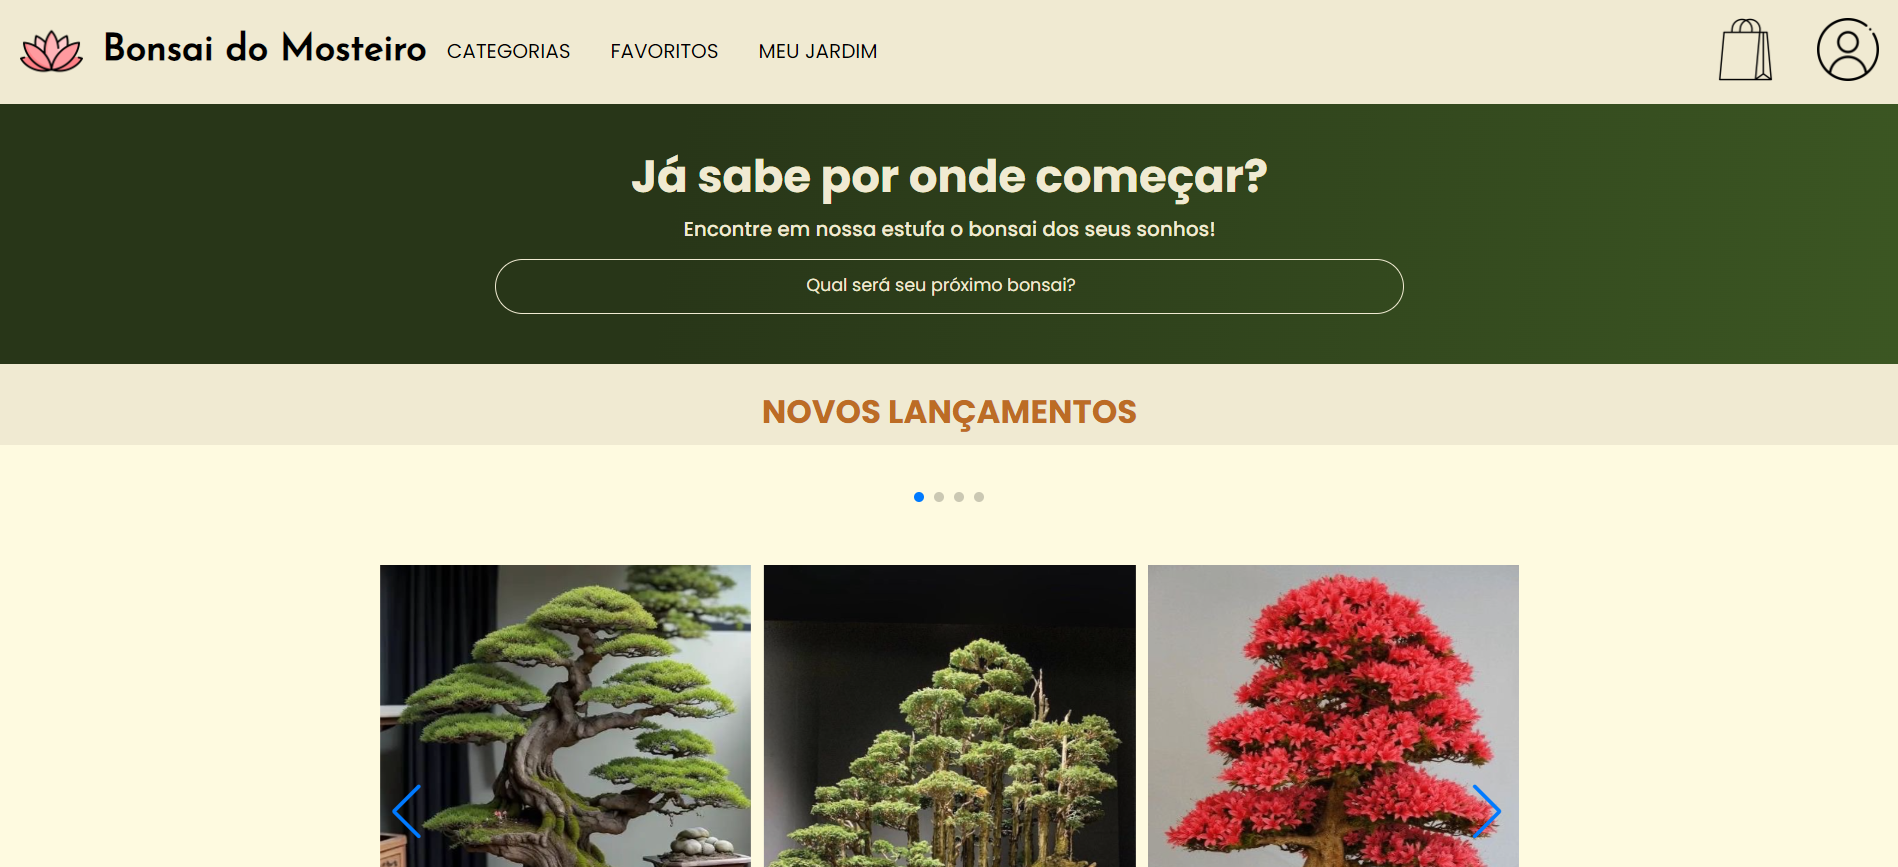 Bonsai do Mosteiro CATEGORIAS FAVORITOS MEU JARDIM
Já sabe por onde começar?
Encontre em nossa estufa o bonsai dos seus sonhos!
Qual será seu próximo bonsai?
NOVOS LANÇAMENTOS